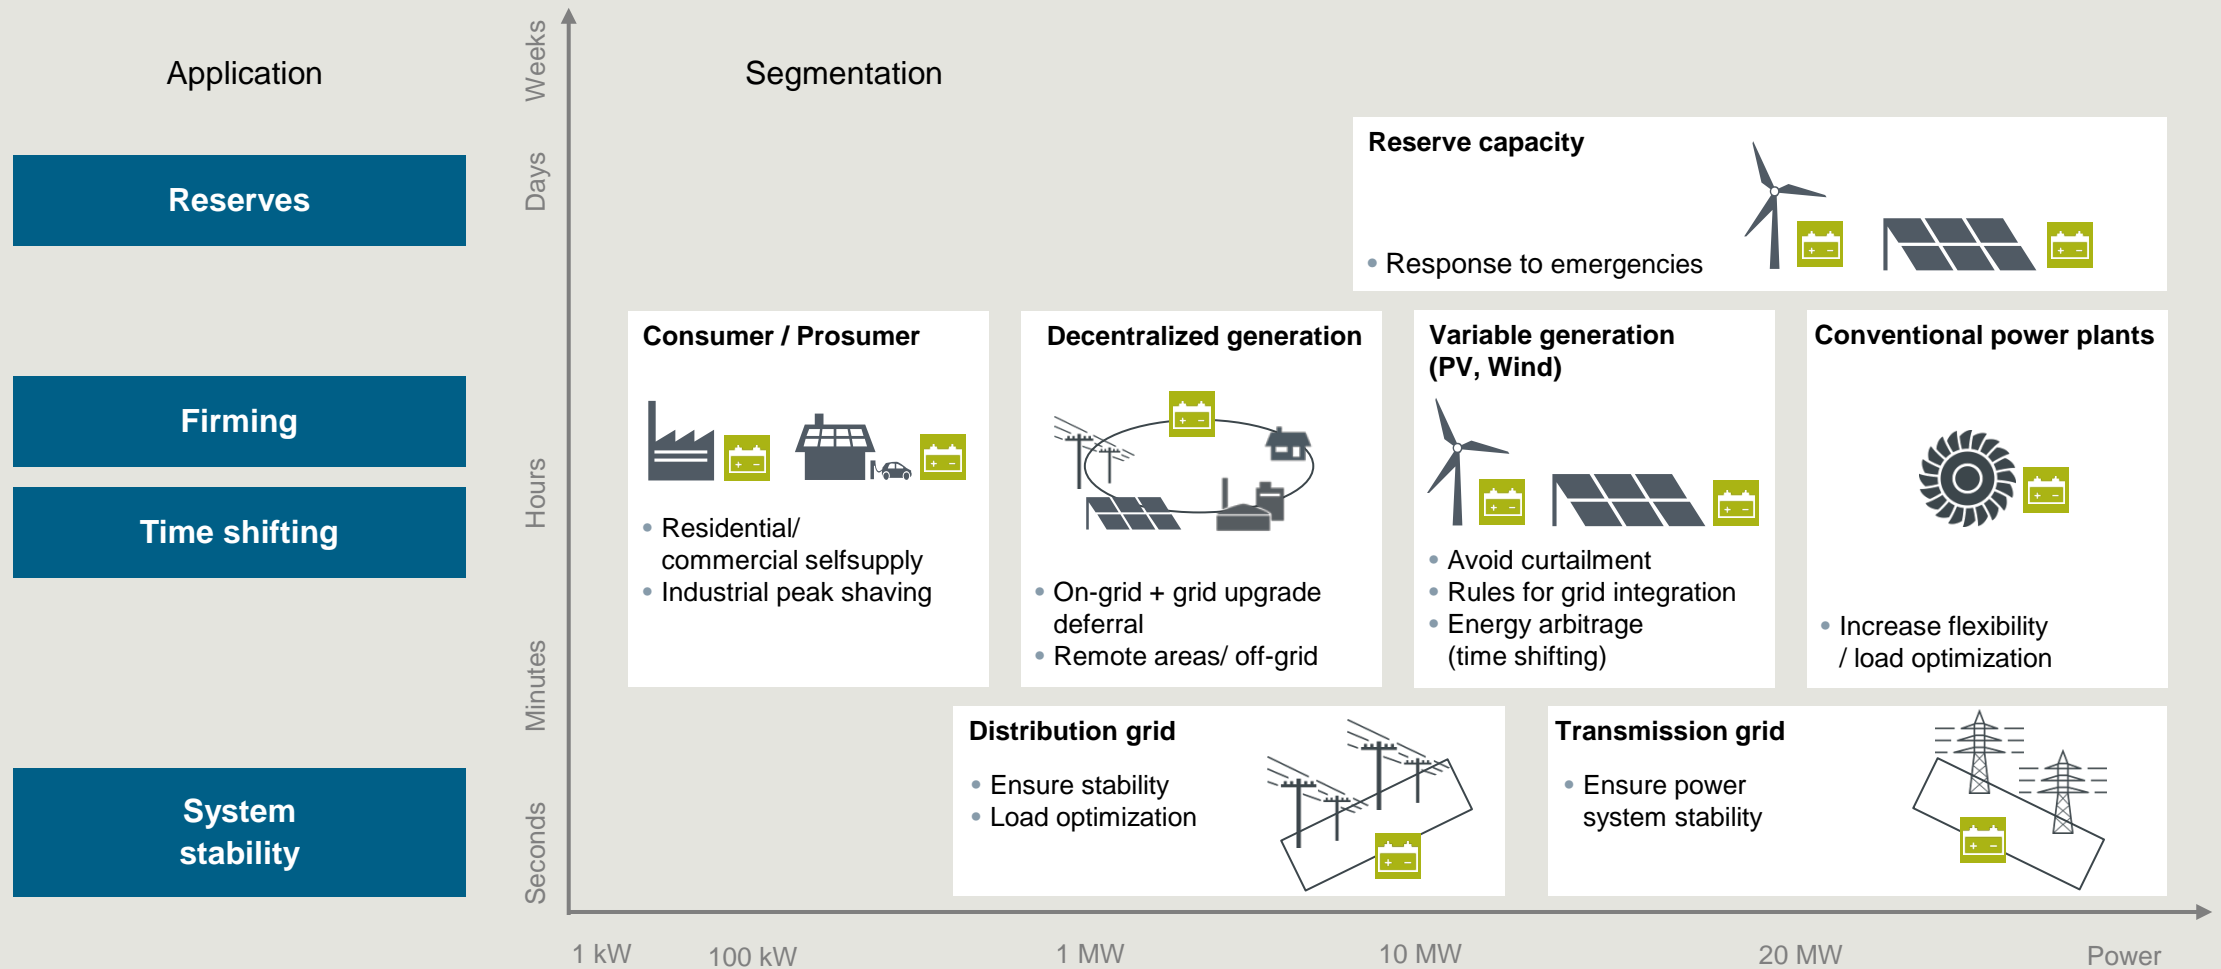 Application
Segmentation
Reserves
Firming
Time shifting
System
stability
Weeks
Days
Hours
Minutes
Seconds
Reserve capacity
• Response to emergencies
Consumer / Prosumer
• Residential/
commercial selfsupply
• Industrial peak shaving
Decentralized generation
• On-grid + grid upgrade
deferral
• Remote areas/ off-grid
Variable generation
(PV, Wind)
• Avoid curtailment
• Rules for grid integration
• Energy arbitrage
(time shifting)
Conventional power plants
• Increase flexibility
/ load optimization
Distribution grid
• Ensure stability
• Load optimization
Transmission grid
• Ensure power
system stability
1 kW
100 kW
1 MW
10 MW
20 MW
Power